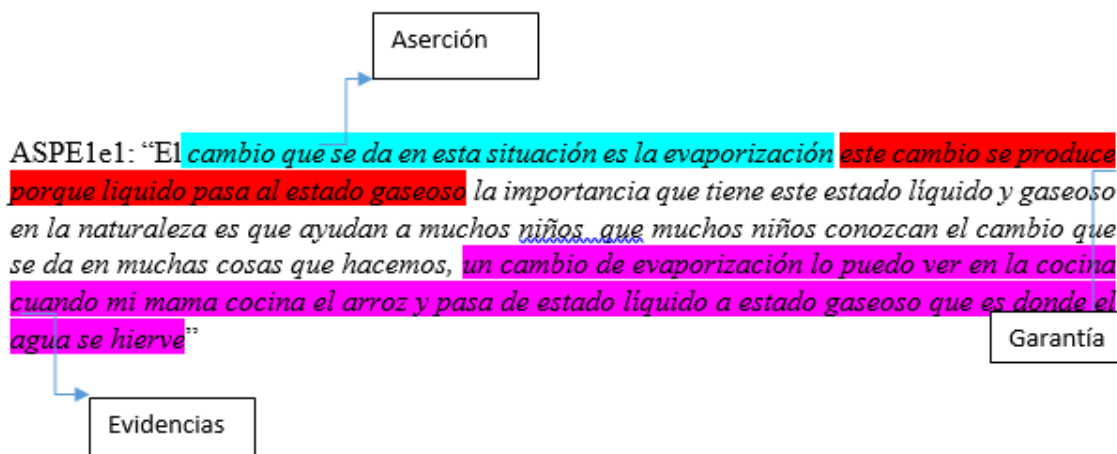 Aserción
ASPE1e1: “El cambio que se da en esta situación es la evaporización este cambio se produce
porque liquido pasa al estado gaseoso la importancia que tiene este estado líquido y gaseoso
en la naturaleza es que ayudan a muchos niños que muchos niños conozcan el cambio que
se da en muchas cosas que hacemos, un cambio de evaporización lo puedo ver en la cocina
cuando mi mama cocina el arroz y pasa de estado líquido a estado gaseoso que es donde el
agua se hierve”
Garantía
Evidencias